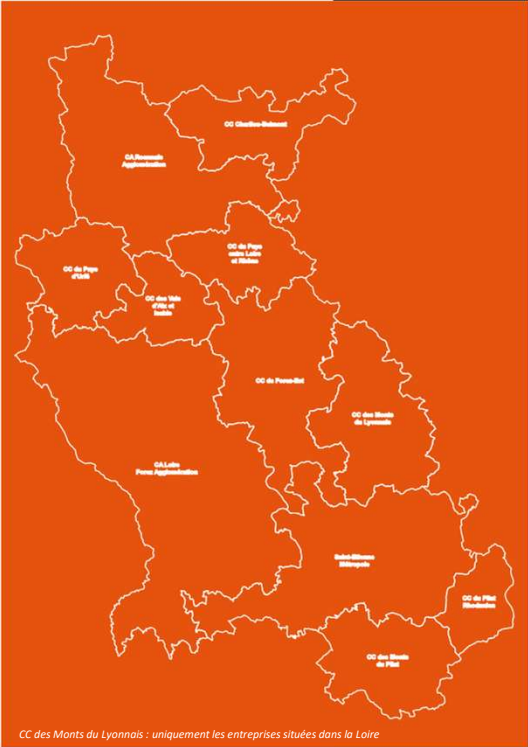 CC Charlieu-Belmont
CA Roannais
Agglomération
CC du Pays
entre Loire
et Rhône
CC du Pays
d'Urfé
CC des Vals
d'Aix et
Isable
CC de Forez-Est
CC des Monts
du Lyonnais
CA Loire
Forez Agglomération
Saint-Etienne
Métropole
CC du Pilat
Rhodanien
CC des Monts
du Pilat
CC des Monts du Lyonnais : uniquement les entreprises situées dans la Loire